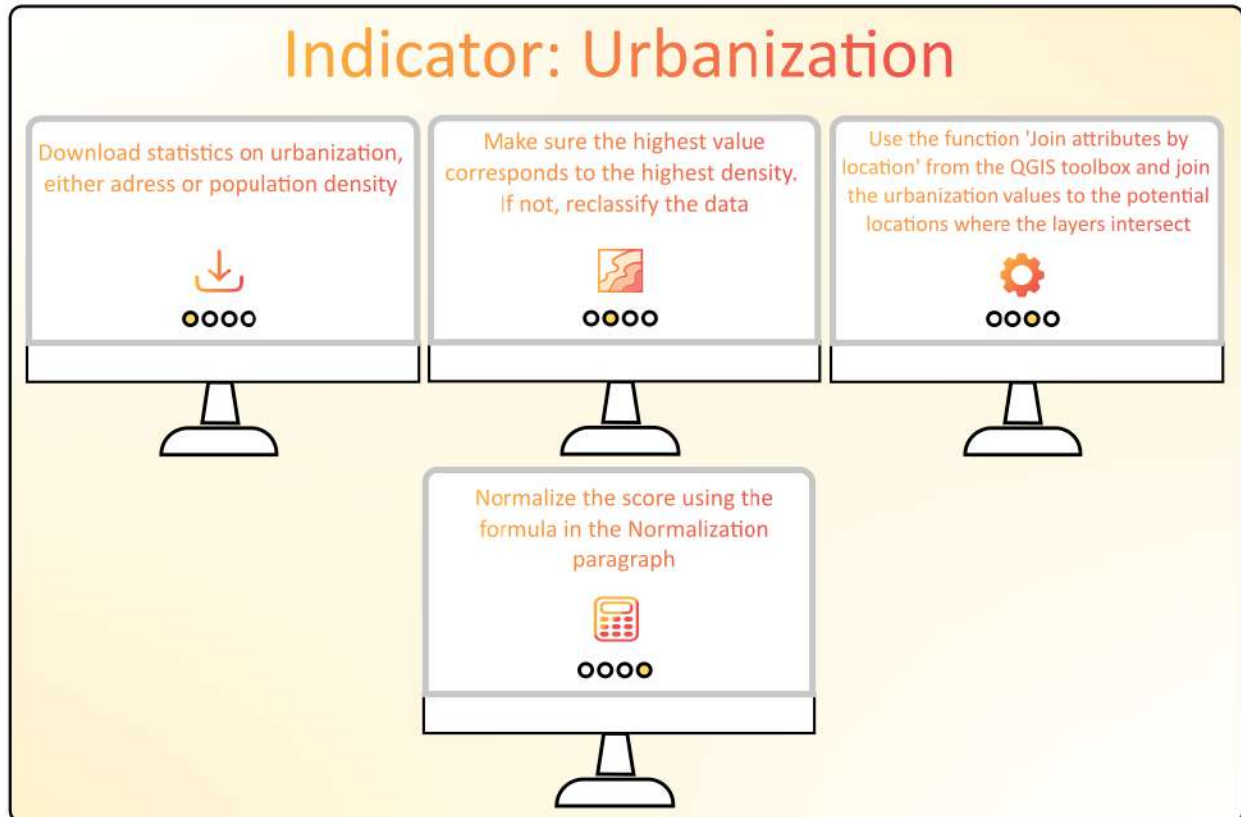 Indicator: Urbanization
Download statistics on urbanization,
either adress or population density
Make sure the highest value
corresponds to the highest density.
If not, reclassify the data
Use the function 'Join attributes by
location' from the QGIS toolbox and join
the urbanization values to the potential
locations where the layers intersect
Normalize the score using the
formula in the Normalization
paragraph